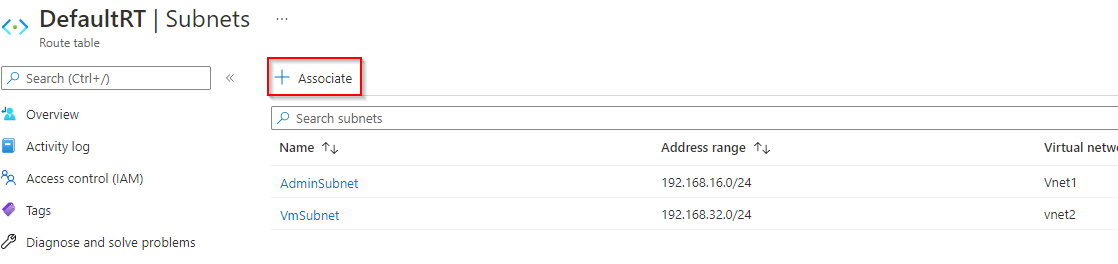 DefaultRT | Subnets ...
Route table
Search (Ctrl+/) «
+ Associate
Overview
Search subnets
Activity log
Name ↑↓ Address range ↑↓ Virtual netw
Access control (IAM)
AdminSubnet 192.168.16.0/24 Vnet1
Tags
VmSubnet 192.168.32.0/24 vnet2
Diagnose and solve problems